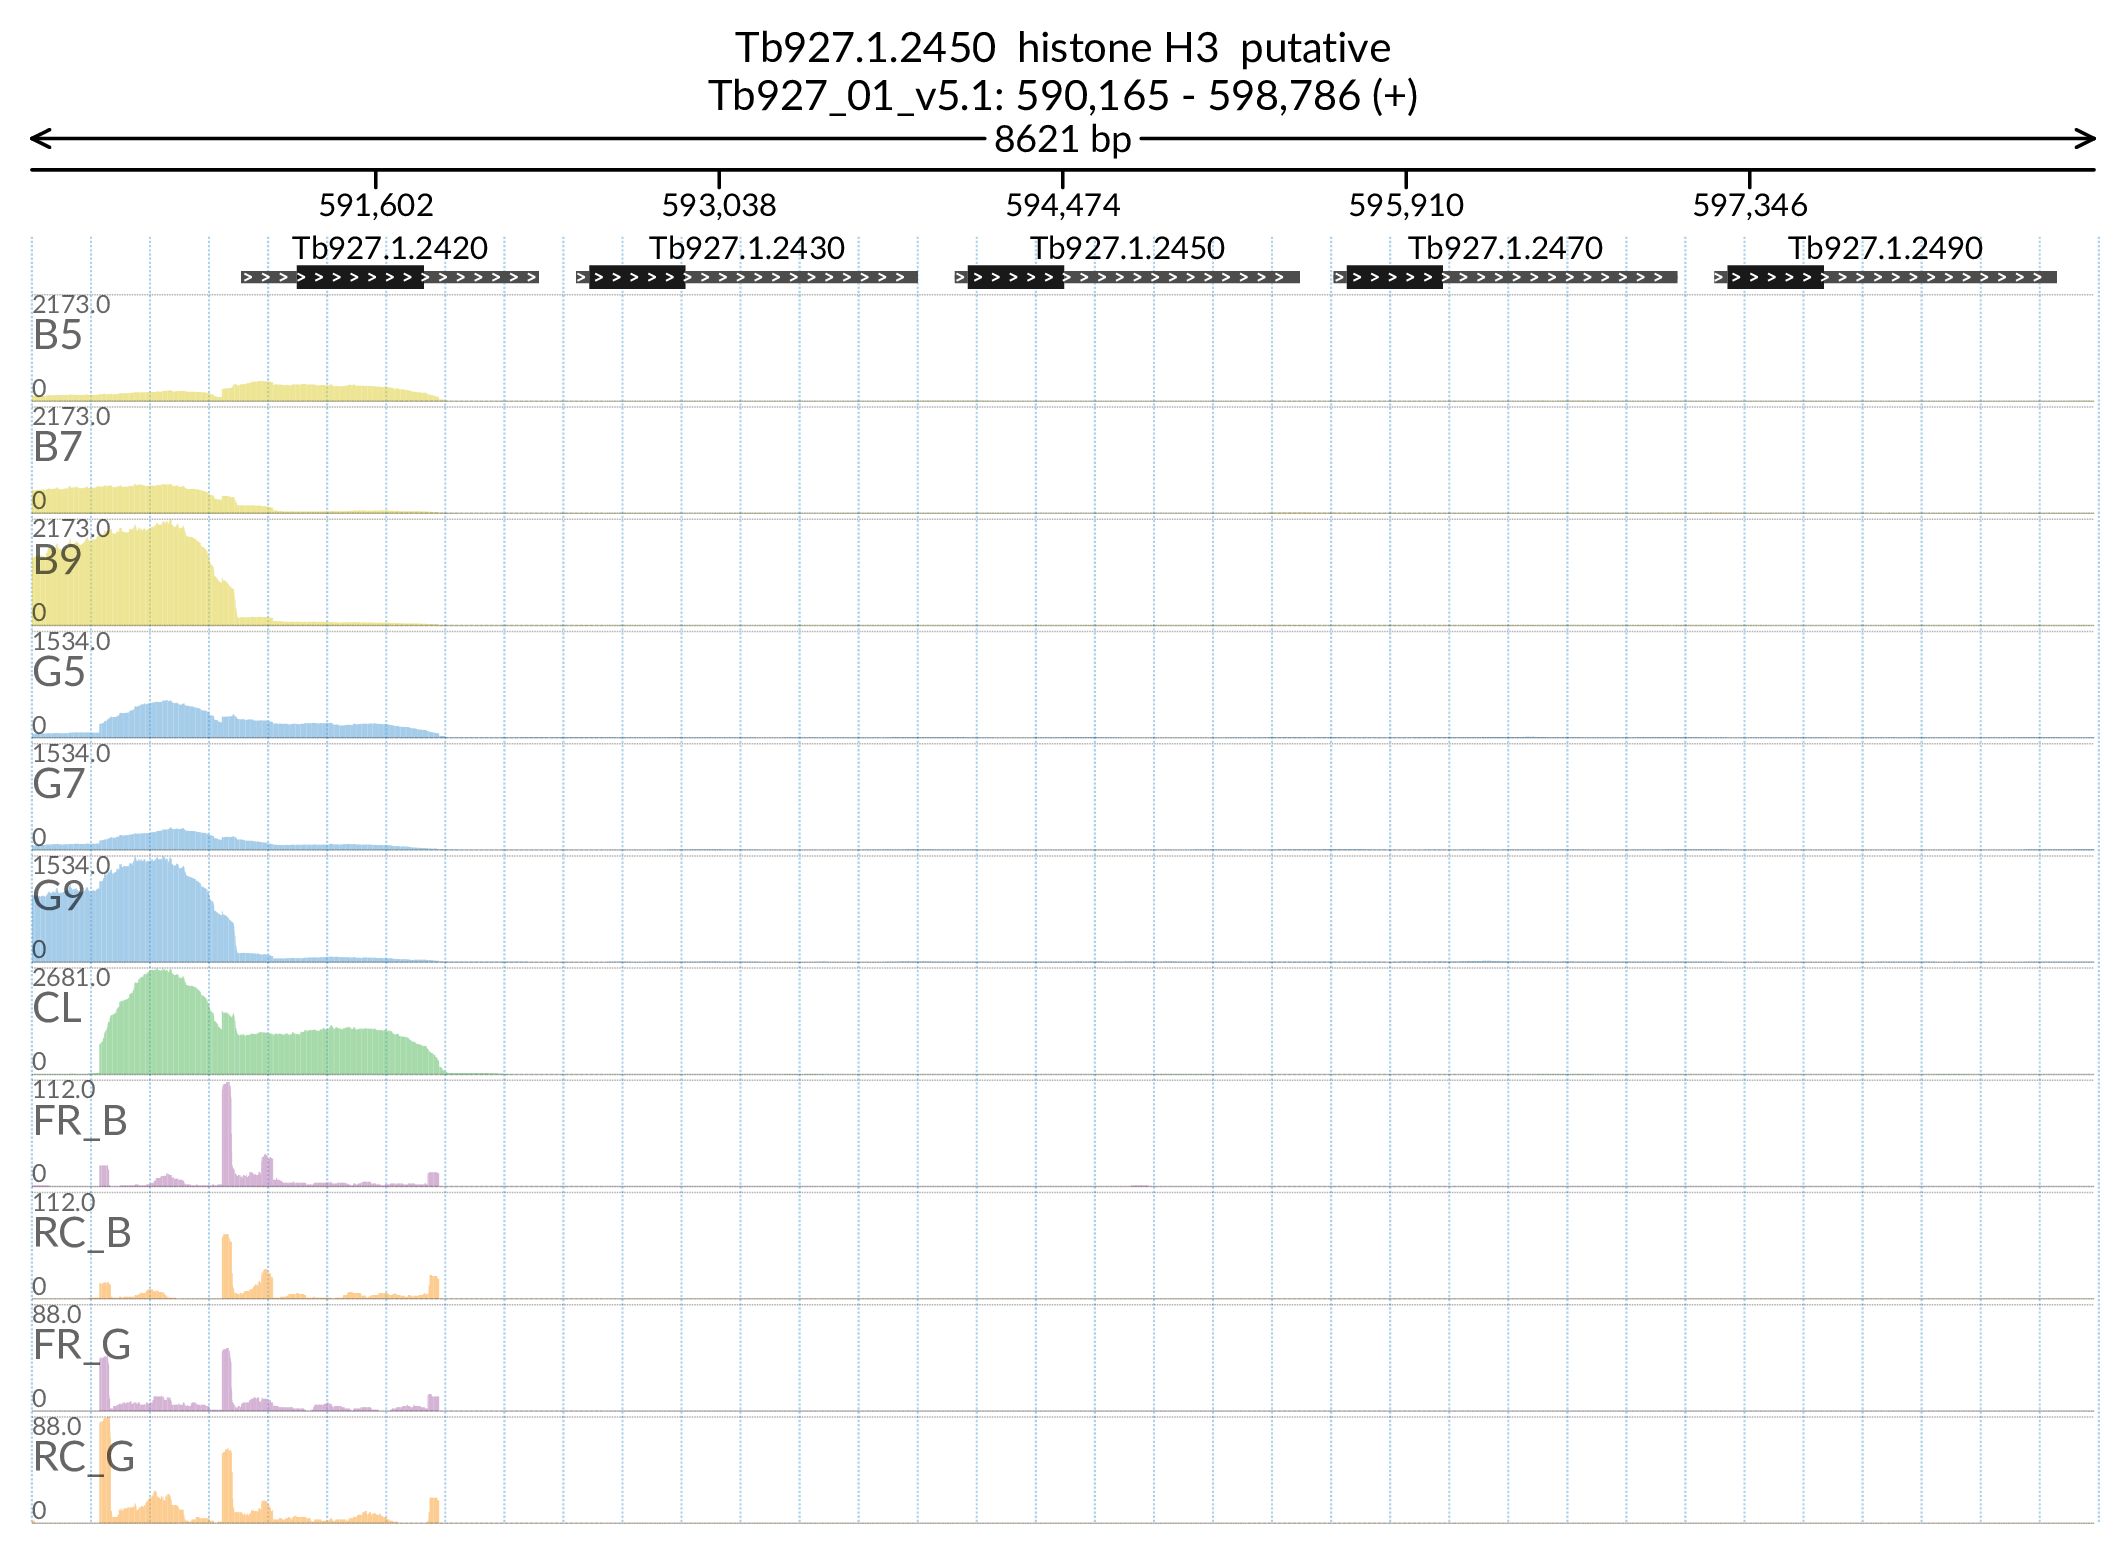 Tb927.1.2450  histone H3  putative
Tb927_01_v5.1: 590,165 - 598,786 (+)
8621 bp
591,602 593,038 594,474 595,910 597,346
Tb927.1.2420 Tb927.1.2430 Tb927.1.2450 Tb927.1.2470 Tb927.1.2490
2173.0
B5
0
2173.0
B7
0
2173.0
B9
0
1534.0
G5
0
1534.0
G7
0
1534.0
G9
0
2681.0
CL
0
112.0
FR_B
0
112.0
RC_B
0
88.0
FR_G
0
88.0
RC_G
0